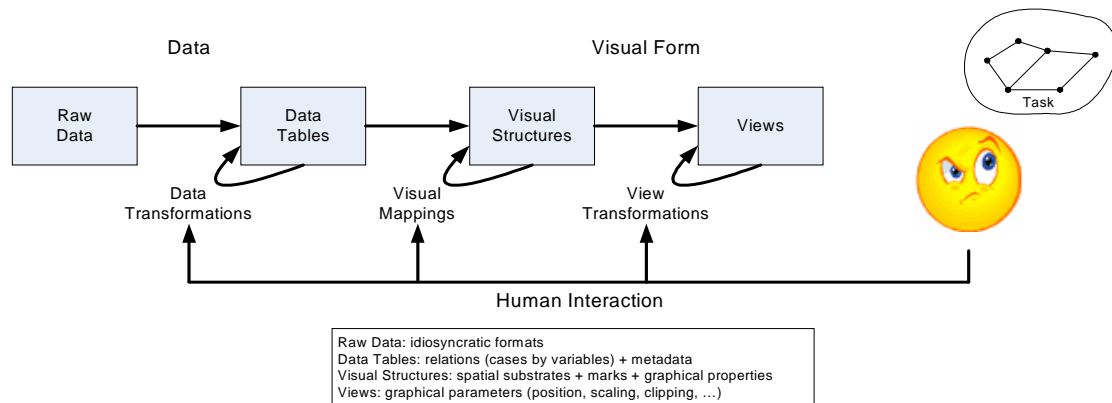 Data
Visual Form
Task
Raw
Data
Data
Tables
Visual
Structures
Views
Data
Transformations
Visual
Mappings
View
Transformations
Human Interaction
Raw Data: idiosyncratic formats
Data Tables: relations (cases by variables) + metadata
Visual Structures: spatial substrates + marks + graphical properties
Views: graphical parameters (position, scaling, clipping, …)